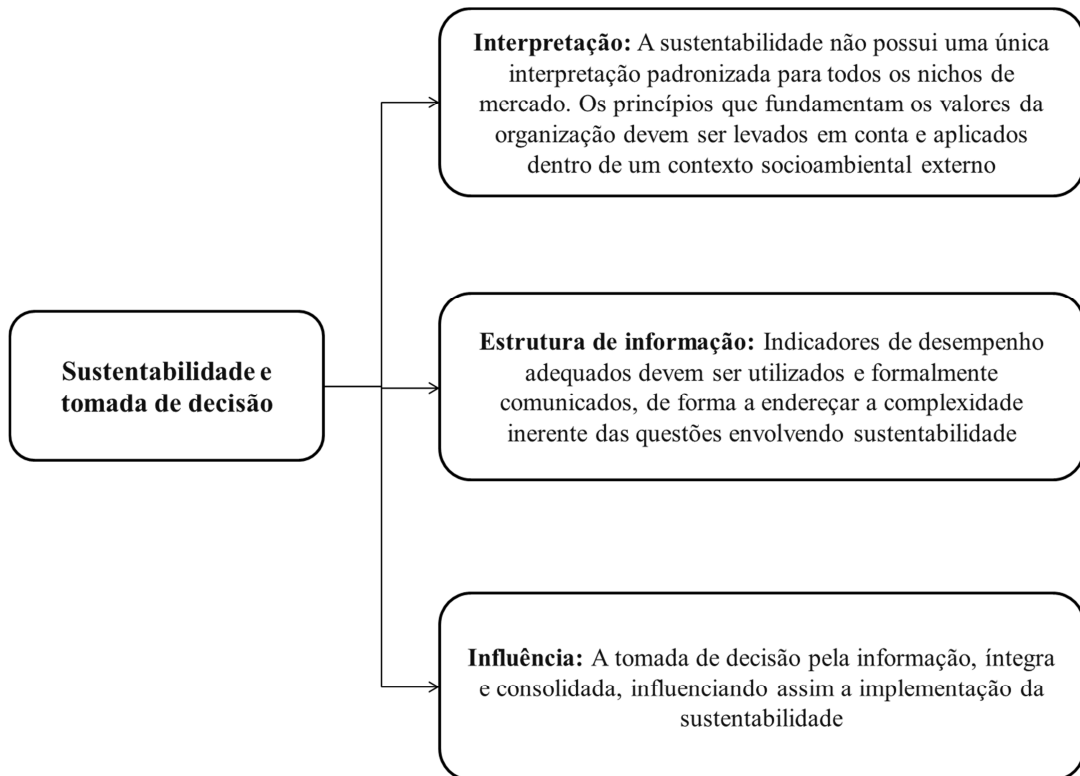 Interpretação: A sustentabilidade não possui uma única
interpretação padronizada para todos os nichos de
mercado. Os princípios que fundamentam os valores da
organização devem ser levados em conta e aplicados
dentro de um contexto socioambiental externo
Sustentabilidade e
tomada de decisão
Estrutura de informação: Indicadores de desempenho
adequados devem ser utilizados e formalmente
comunicados, de forma a endereçar a complexidade
inerente das questões envolvendo sustentabilidade
Influência: A tomada de decisão pela informação, íntegra
e consolidada, influenciando assim a implementação da
sustentabilidade